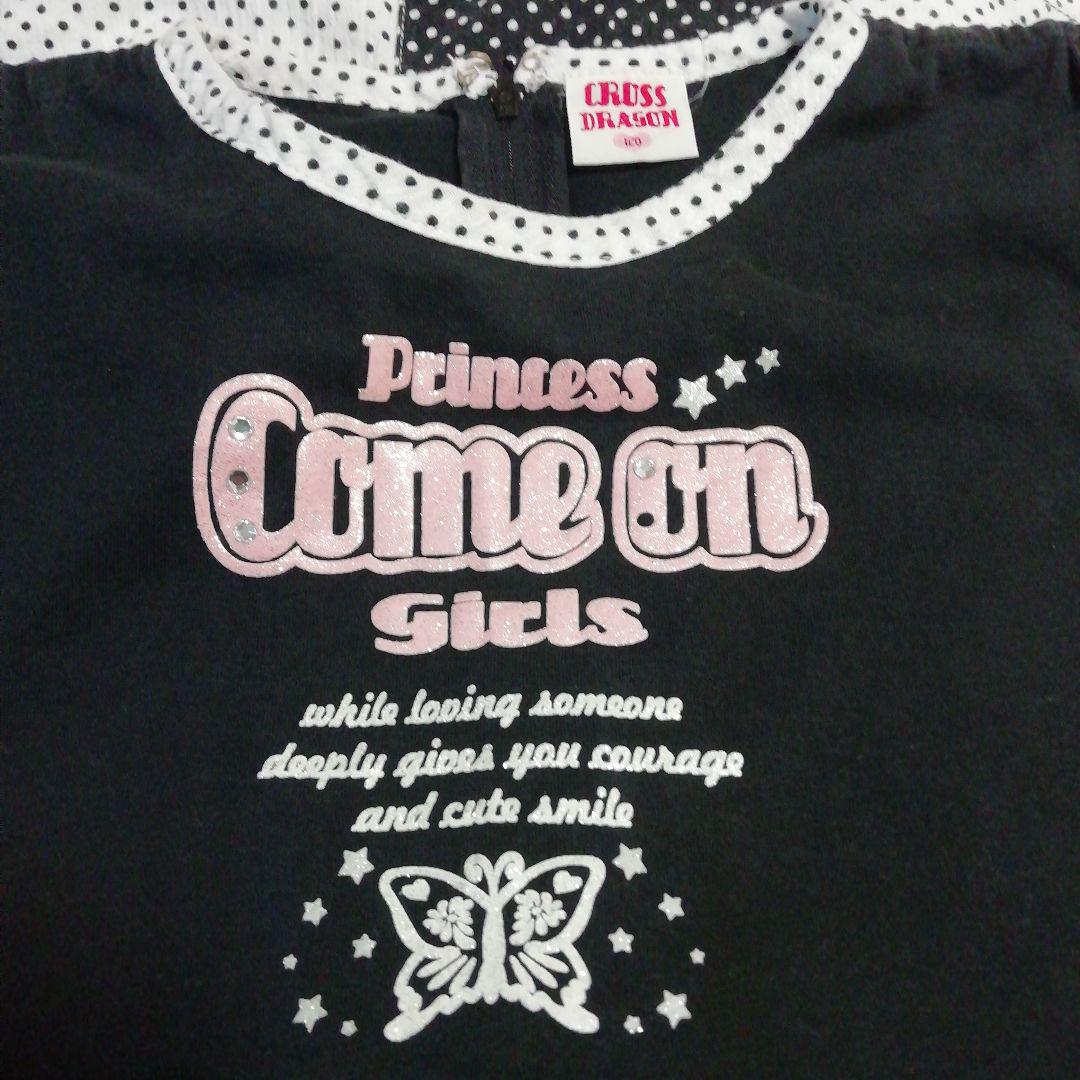 CROSS
DRAGON
Princess
Come on
Girls
while loving someone
deeply gives you courage
and cute smile